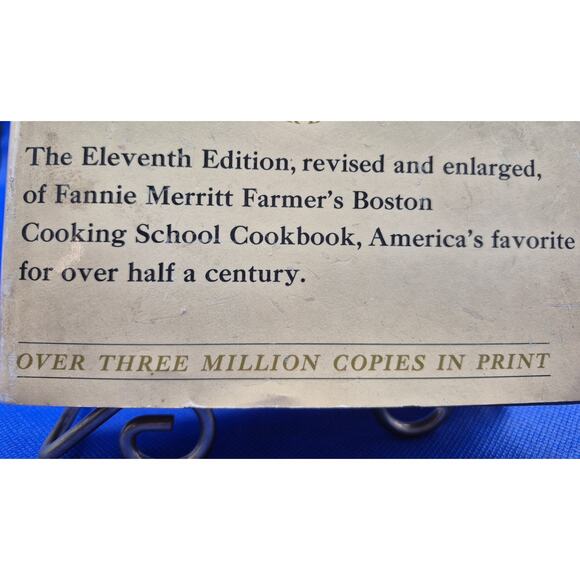 The Eleventh Edition, revised and enlarged,
of Fannie Merritt Farmer's Boston
Cooking School Cookbook, America's favorite
for over half a century.
OVER THREE MILLION COPIES IN PRINT